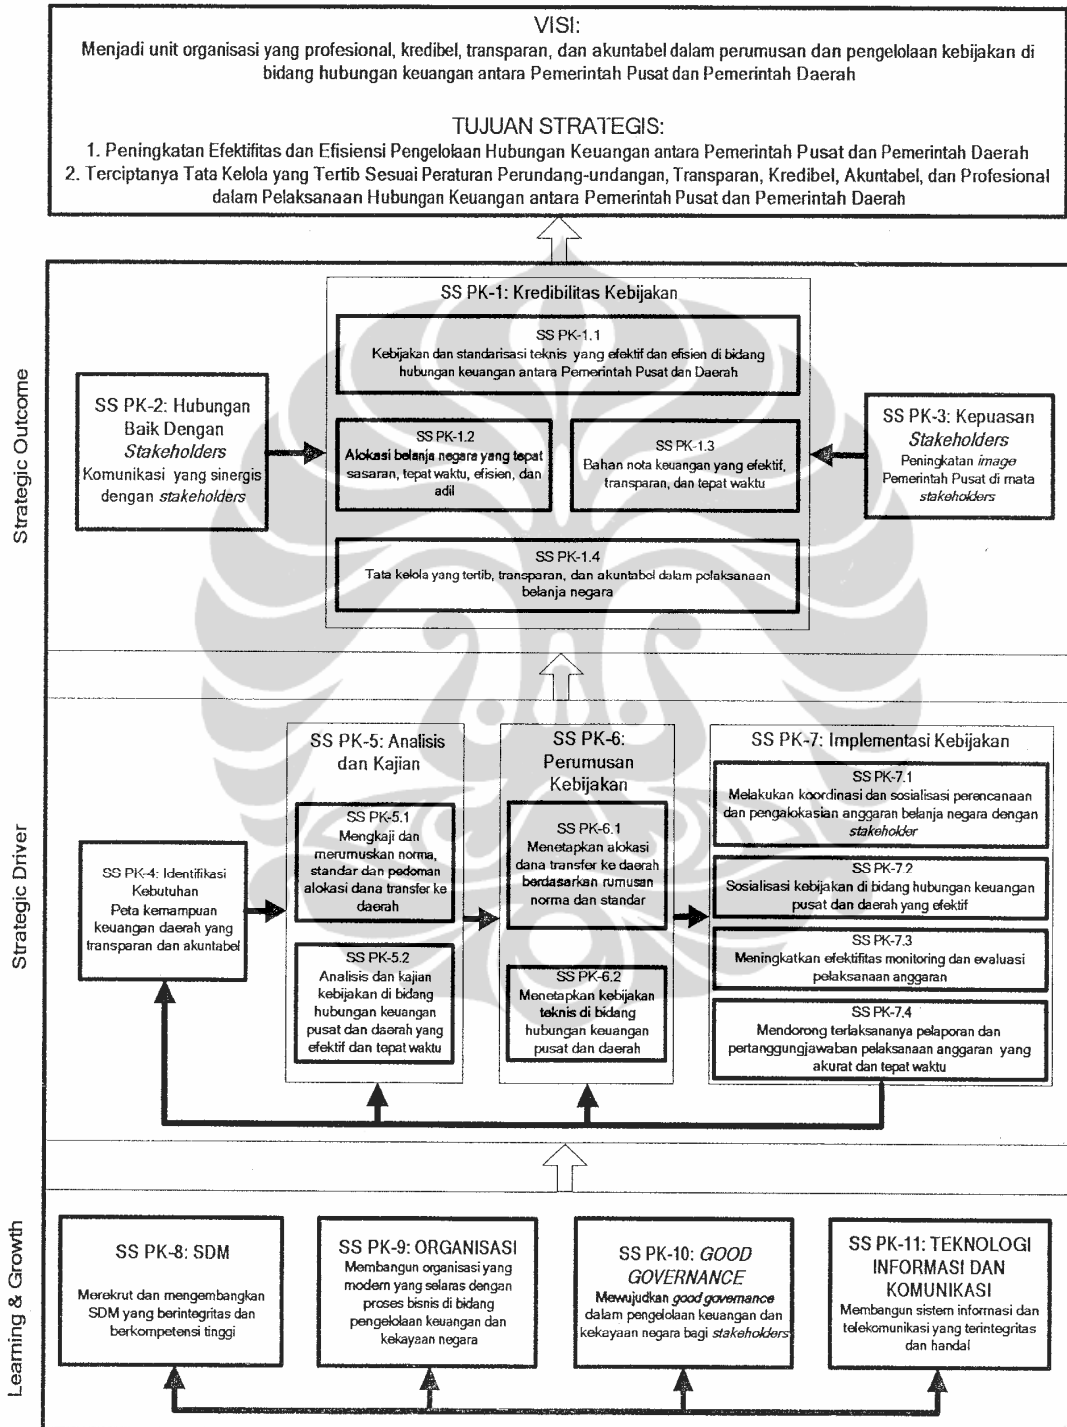 VISI:
Menjadi unit organisasi yang profesional, kredibel, transparan, dan akuntabel dalam perumusan dan pengelolaan kebijakan di
bidang hubungan keuangan antara Pemerintah Pusat dan Pemerintah Daerah
TUJUAN STRATEGIS:
1. Peningkatan Efektifitas dan Efisiensi Pengelolaan Hubungan Keuangan antara Pemerintah Pusat dan Pemerintah Daerah
2. Terciptanya Tata Kelola yang Tertib Sesuai Peraturan Perundang-undangan, Transparan, Kredibel, Akuntabel, dan Profesional
dalam Pelaksanaan Hubungan Keuangan antara Pemerintah Pusat dan Pemerintah Daerah
Strategic Outcome
SS PK-1: Kredibilitas Kebijakan
SS PK-1.1
Kebijakan dan standarisasi teknis yang efektif dan efisien di bidang
hubungan keuangan antara Pemerintah Pusat dan Daerah
SS PK-2: Hubungan
Baik Dengan
Stakeholders
Komunikasi yang sinergis
dengan stakeholders
SS PK-1.2
Alokasi belanja negara yang tepat
sasaran, tepat waktu, efisien, dan
adil
SS PK-1.3
Bahan nota keuangan yang efektif,
transparan, dan tepat waktu
SS PK-3: Kepuasan
Stakeholders
Peningkatan image
Pemerintah Pusat di mata
stakeholders
SS PK-1.4
Tata kelola yang tertib, transparan, dan akuntabel dalam pelaksanaan
belanja negara
Strategic Driver
SS PK-4: Identifikasi
Kebutuhan
Peta kemampuan
keuangan daerah yang
transparan dan akuntabel
SS PK-5: Analisis
dan Kajian
SS PK-5.1
Mengkaji dan
merumuskan norma,
standar dan pedoman
alokasi dana transfer ke
daerah
SS PK-5.2
Analisis dan kajian
kebijakan di bidang
hubungan keuangan
pusat dan daerah yang
efektif dan tepat waktu
SS PK-6:
Perumusan
Kebijakan
SS PK-6.1
Menetapkan alokasi
dana transfer ke daerah
berdasarkan rumusan
norma dan standar
SS PK-6.2
Menetapkan kebijakan
teknis di bidang
hubungan keuangan
pusat dan daerah
SS PK-7: Implementasi Kebijakan
SS PK-7.1
Melakukan koordinasi dan sosialisasi perencanaan
dan pengalokasian anggaran belanja negara dengan
stakeholder
SS PK-7.2
Sosialisasi kebijakan di bidang hubungan keuangan
pusat dan daerah yang efektif
SS PK-7.3
Meningkatkan efektifitas monitoring dan evaluasi
pelaksanaan anggaran
SS PK-7.4
Mendorong terlaksananya pelaporan dan
pertanggungjawaban pelaksanaan anggaran yang
akurat dan tepat waktu
Learning & Growth
SS PK-8: SDM
Merekrut dan mengembangkan
SDM yang berintegritas dan
berkompetensi tinggi
SS PK-9: ORGANISASI
Membangun organisasi yang
modern yang selaras dengan
proses bisnis di bidang
pengelolaan keuangan dan
kekayaan negara
SS PK-10: GOOD
GOVERNANCE
Mewujudkan good governance
dalam pengelolaan keuangan dan
kekayaan negara bagi stakeholders
SS PK-11: TEKNOLOGI
INFORMASI DAN
KOMUNIKASI
Membangun sistem informasi dan
telekomunikasi yang terintegritas
dan handal